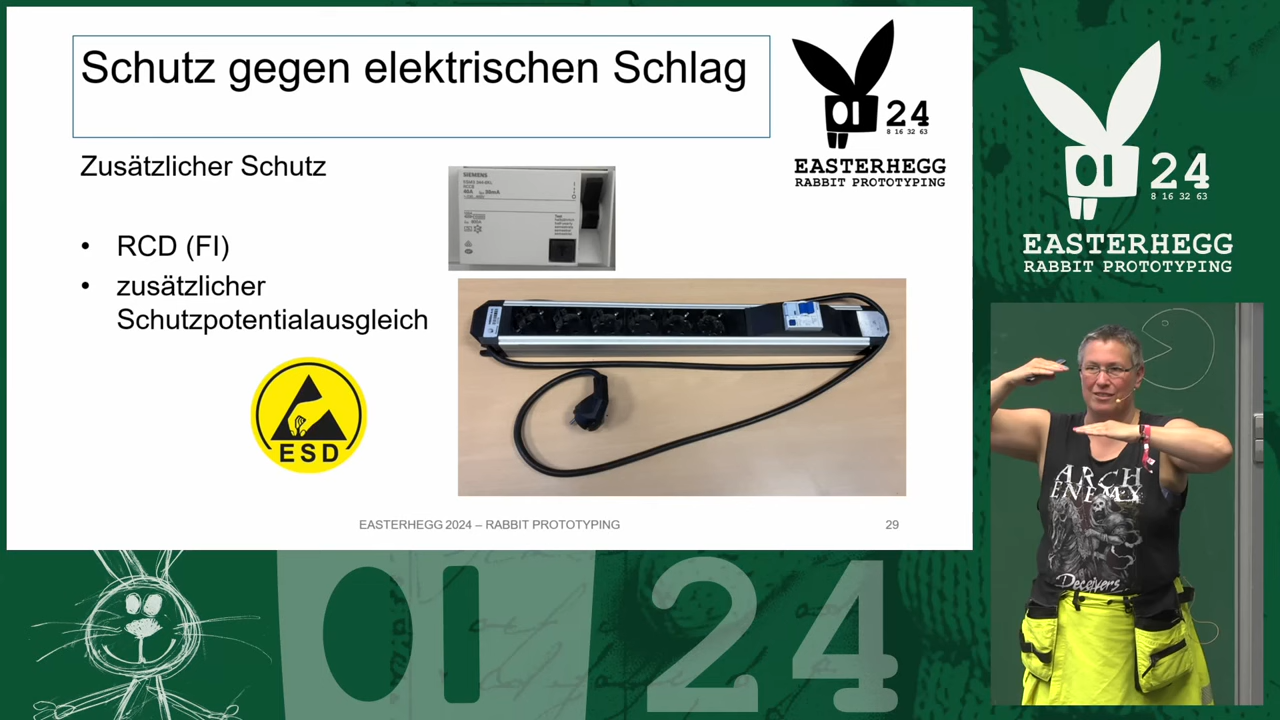 Schutz gegen elektrischen Schlag
24
8 16 32 63
EASTERHEGG
RABBIT PROTOTYPING
Zusätzlicher Schutz
SIEMENS
• RCD (FI)
• zusätzlicher
Schutzpotentialausgleich
ESD
EASTERHEGG 2024 – RABBIT PROTOTYPING
29
24
8 16 32 63
EASTERHEGG
RABBIT PROTOTYPING
ARCH
ENEMY
Deceivers
24